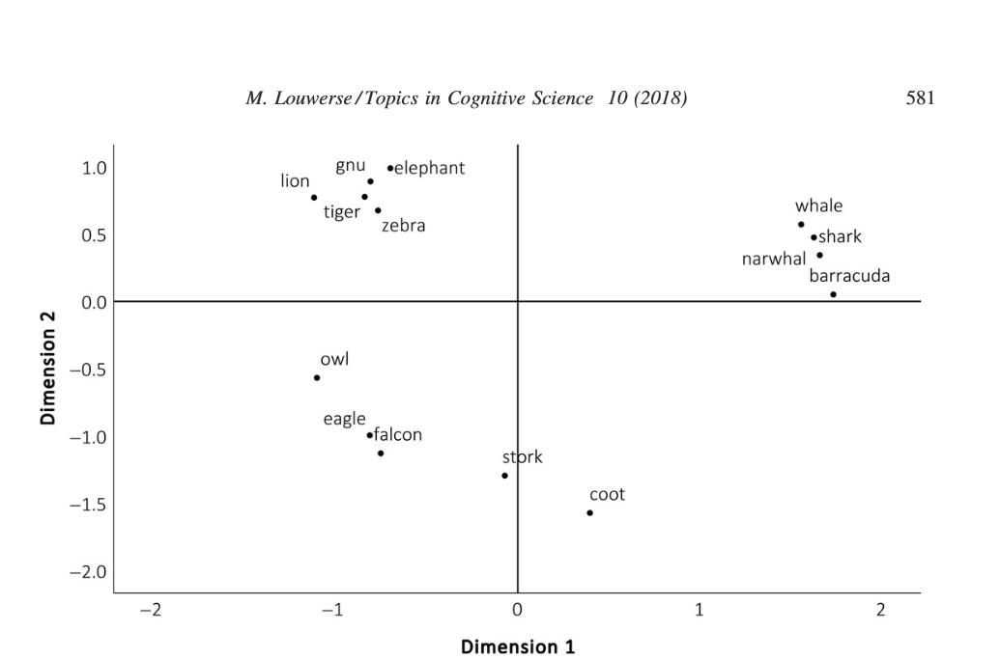 M. Louwerse / Topics in Cognitive Science 10 (2018) 581
1.0
0.5
0.0
−0.5
−1.0
−1.5
−2.0
Dimension 2
gnu
elephant
lion
tiger
zebra
whale
shark
narwhal
barracuda
owl
eagle
falcon
stork
coot
−2 −1 0 1 2
Dimension 1